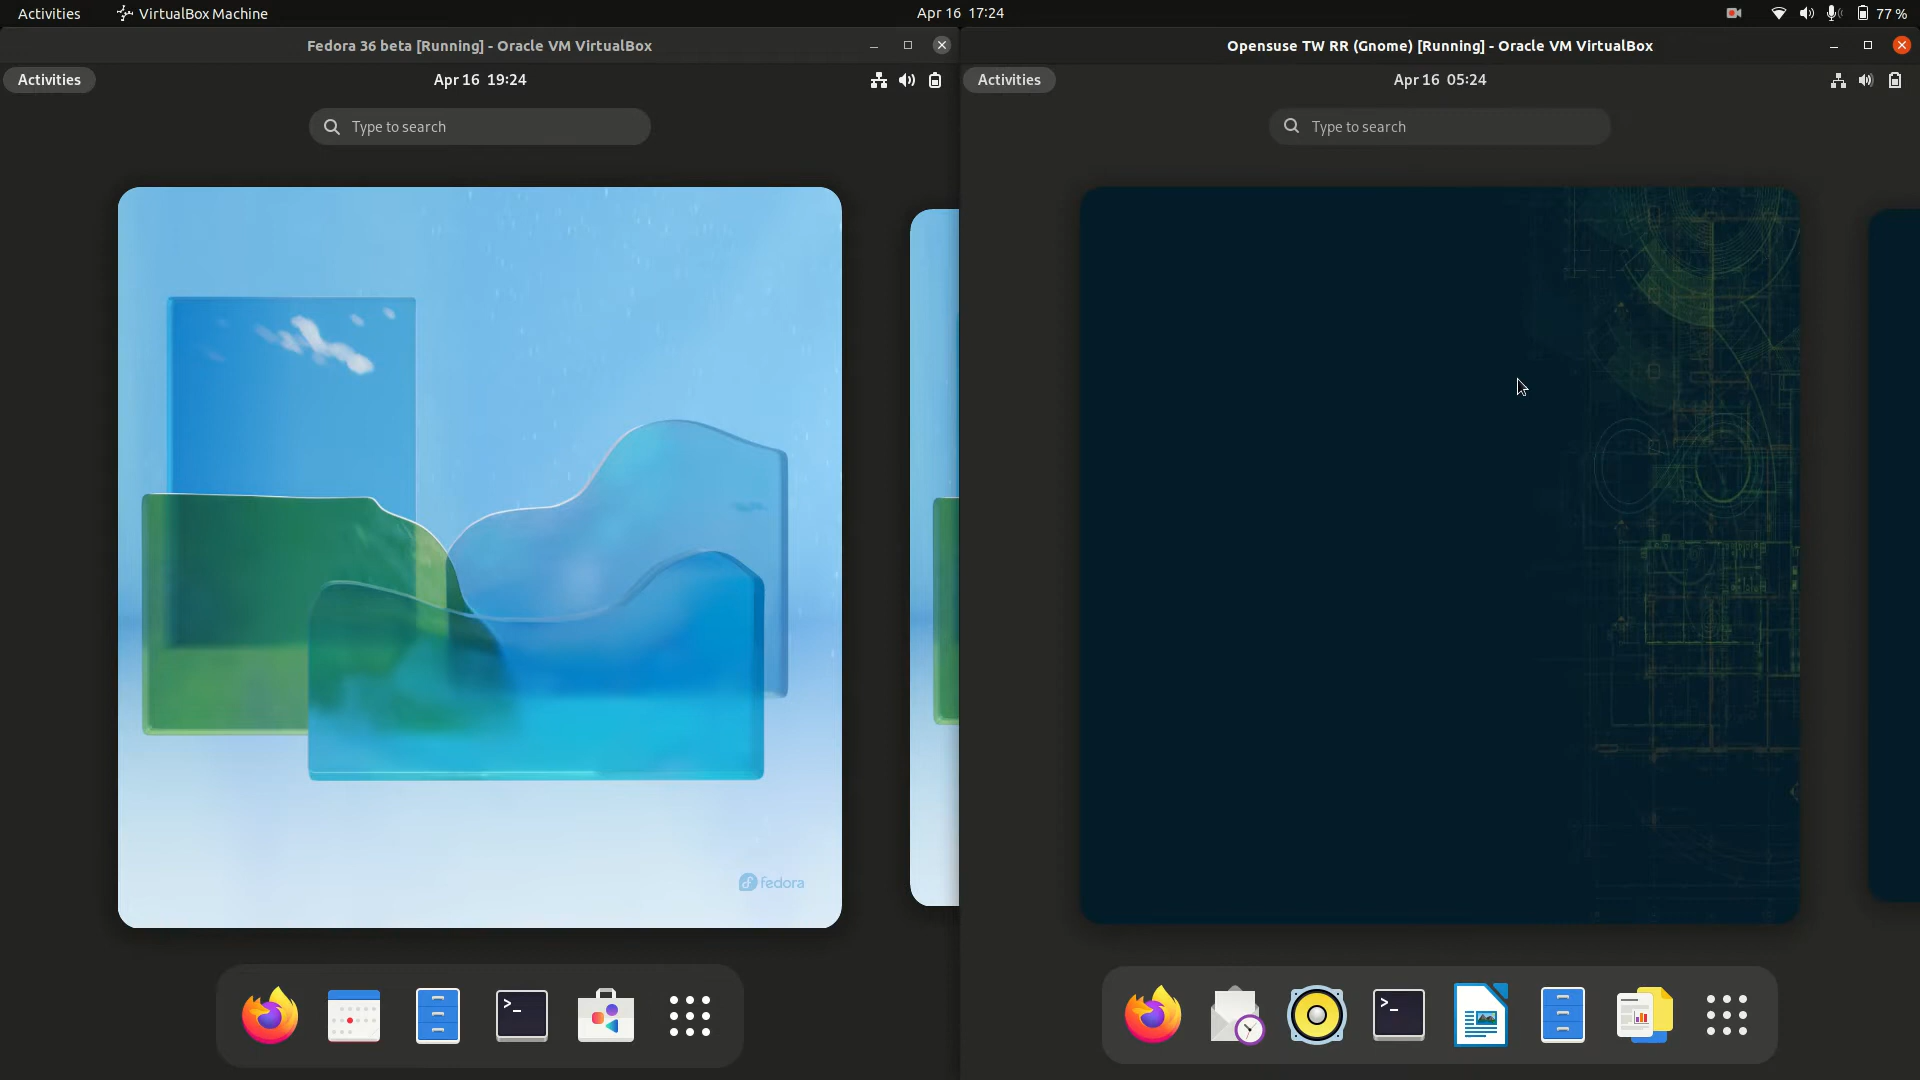 Activities
VirtualBox Machine
Apr 16 17:24
77 %
Fedora 36 beta [Running] - Oracle VM VirtualBox
Activities
Apr 16 19:24
Type to search
fedora
>_
Opensuse TW RR (Gnome) [Running] - Oracle VM VirtualBox
Activities
Apr 16 05:24
Type to search
>_